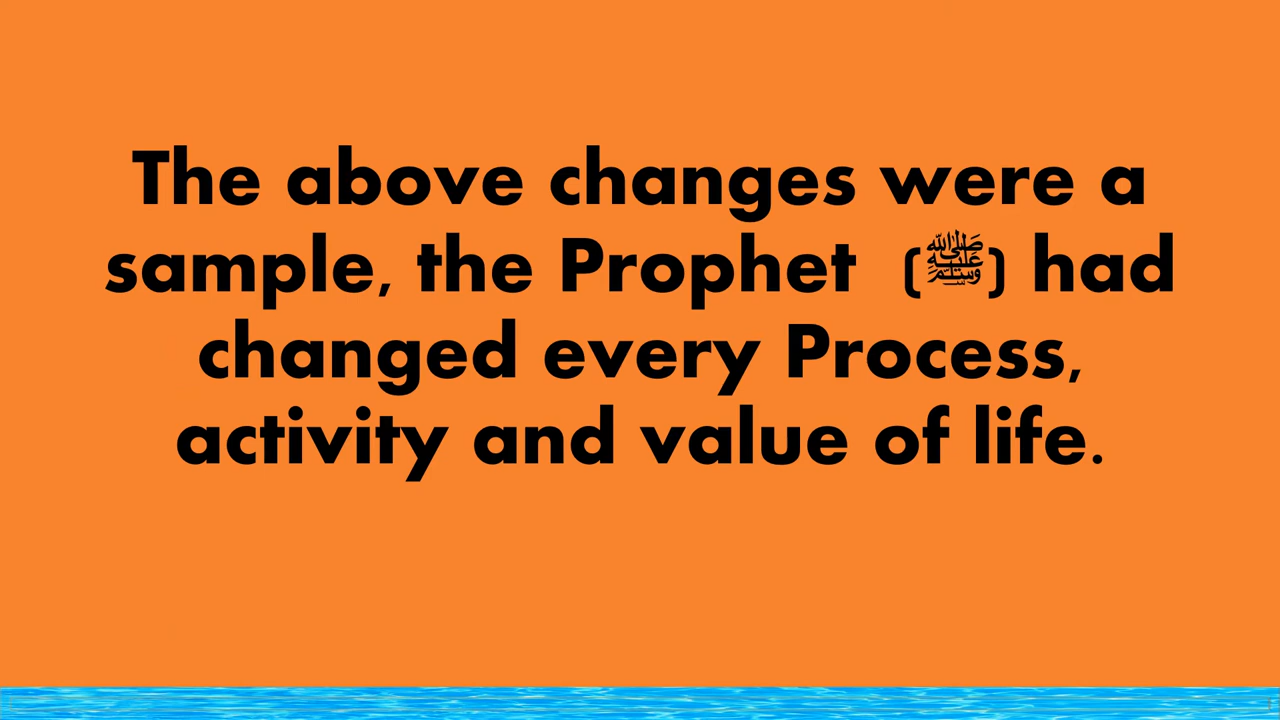 The above changes were a
sample, the Prophet (ﷺ) had
changed every Process,
activity and value of life.